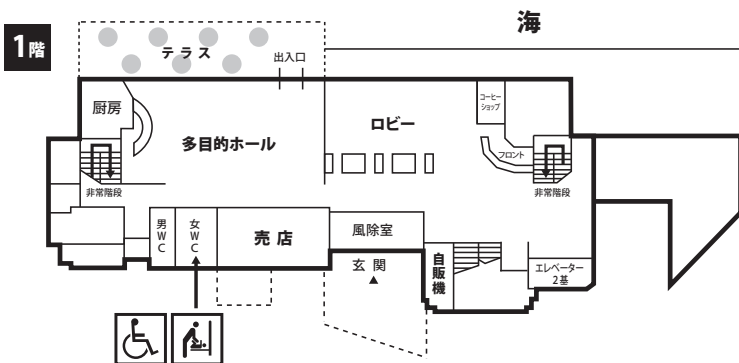 1階
海
テラス
出入口
厨房
多目的ホール
ロビー
コーヒー
ショップ
フロント
非常階段
非常階段
男WC
女WC
売店
風除室
玄関
▲
自販機
エレベーター
2基